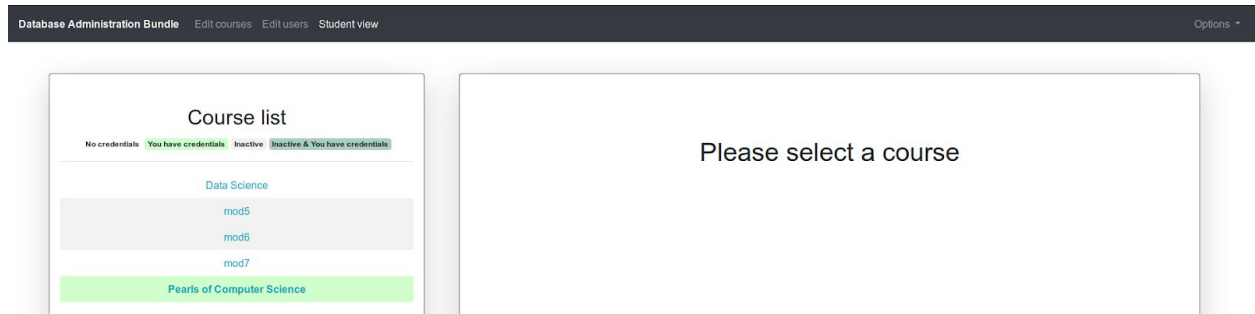 Database Administration Bundle Edit courses Edit users Student view Options
Course list
No credentials You have credentials Inactive Inactive & You have credentials
Data Science
mod5
mod6
mod7
Pearls of Computer Science
Please select a course